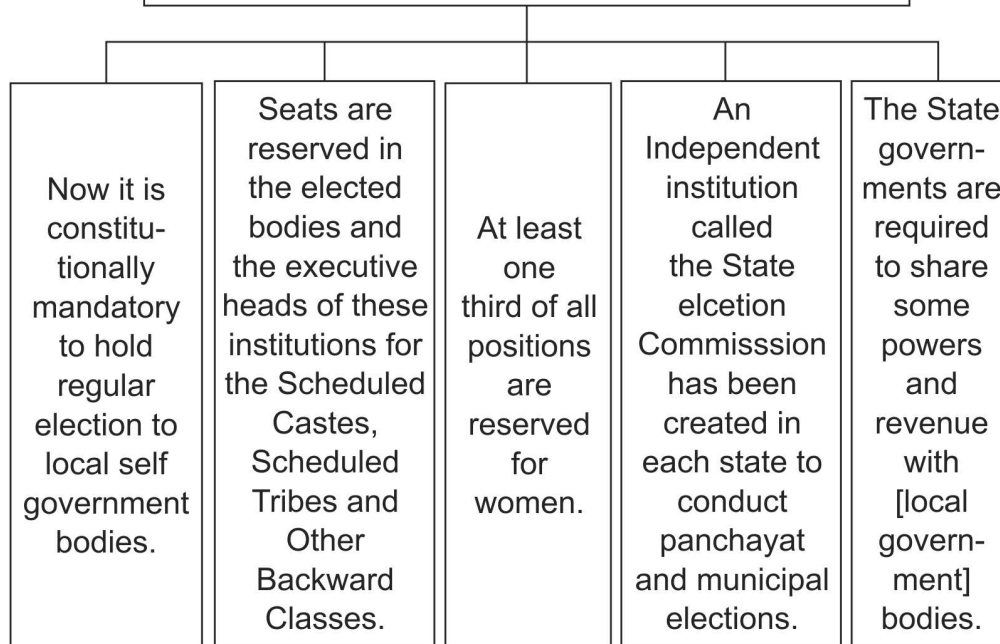 Now it is
constitu-
tionally
mandatory
to hold
regular
election to
local self
government
bodies.
Seats are
reserved in
the elected
bodies and
the executive
heads of these
institutions for
the Scheduled
Castes,
Scheduled
Tribes and
Other
Backward
Classes.
At least
one
third of all
positions
are
reserved
for
women.
An
Independent
institution
called
the State
elcetion
Commisssion
has been
created in
each state to
conduct
panchayat
and municipal
elections.
The State
govern-
ments are
required
to share
some
powers
and
revenue
with
[local
govern-
ment]
bodies.